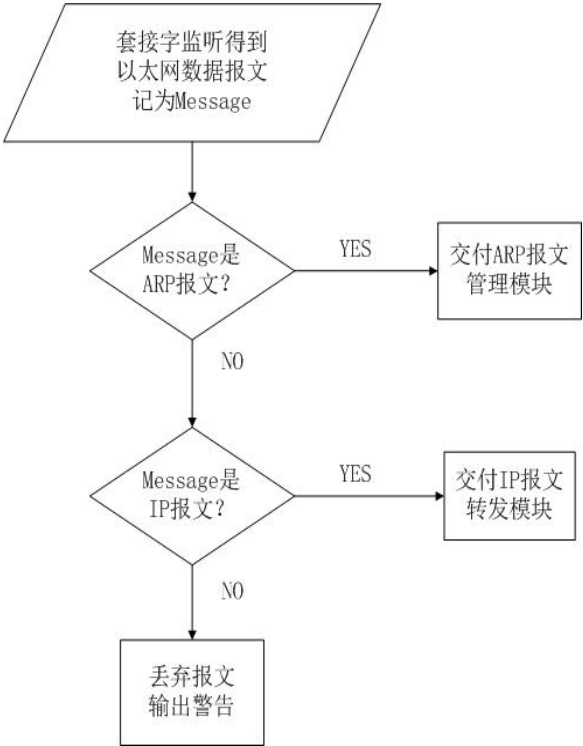 套接字监听得到
以太网数据报文
记为Message
Message是
ARP报文?
YES
交付ARP报文
管理模块
NO
Message是
IP报文?
YES
交付IP报文
转发模块
NO
丢弃报文
输出警告